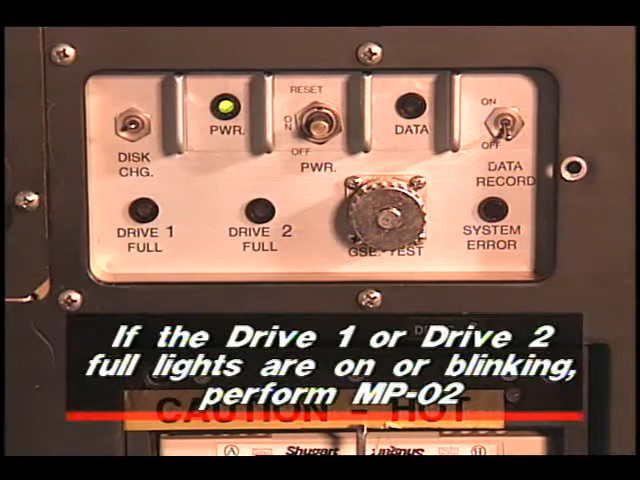 RESET
ON
PWR.
ON
DATA
OFF
OFF
DISK
CHG.
PWR.
DATA
RECORD
DRIVE 1
FULL
DRIVE 2
FULL
GSE. TEST
SYSTEM
ERROR
If the Drive 1 or Drive 2
full lights are on or blinking,
perform MP-02
CAUTION - HOT
Shugart